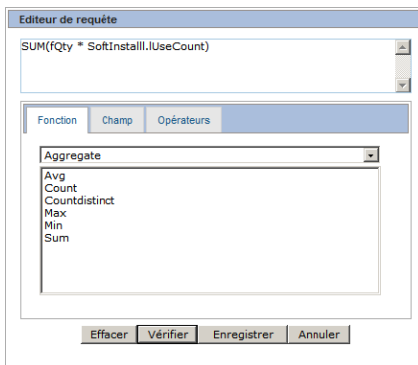 Editeur de requête
SUM(fQty * SoftInstalll.lUseCount)
Fonction Champ Opérateurs
Aggregate
Avg
Count
Countdistinct
Max
Min
Sum
Effacer Vérifier Enregistrer Annuler